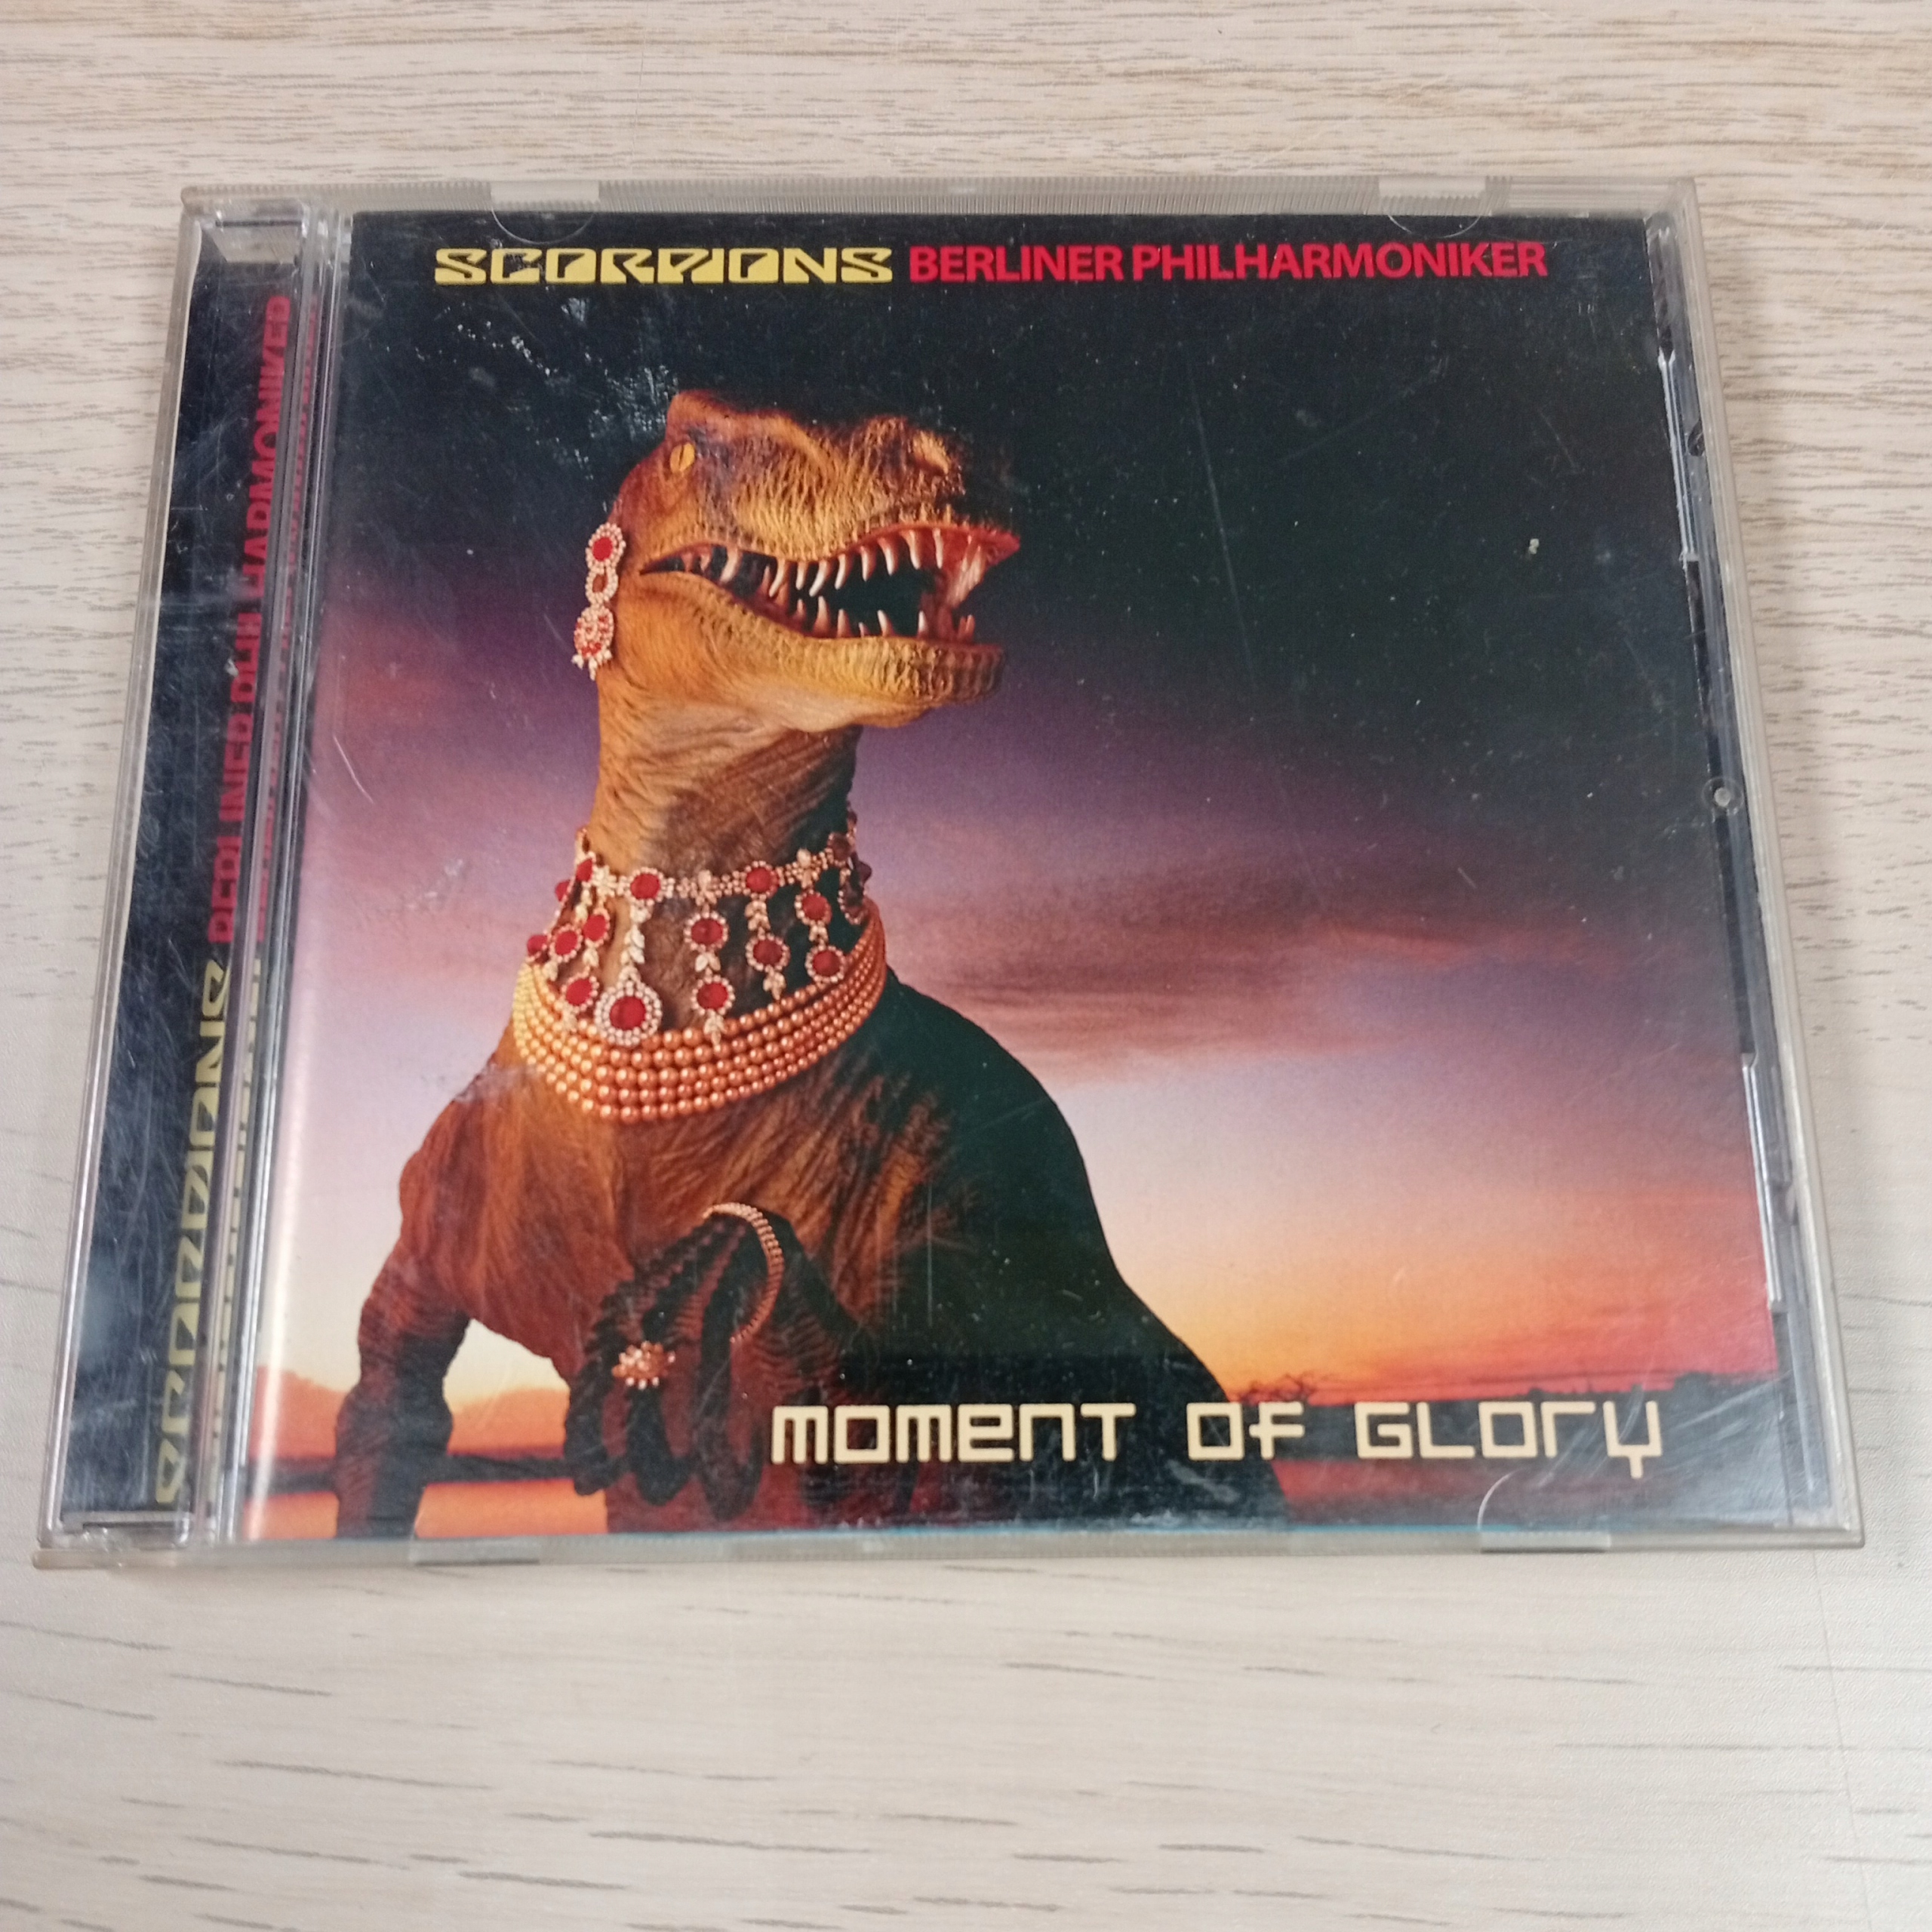 SCORPIONS BERLINER PHILHARMONIKER
SCORPIONS BERLINER PHILHARMONIKER
MOMENT OF GLORY